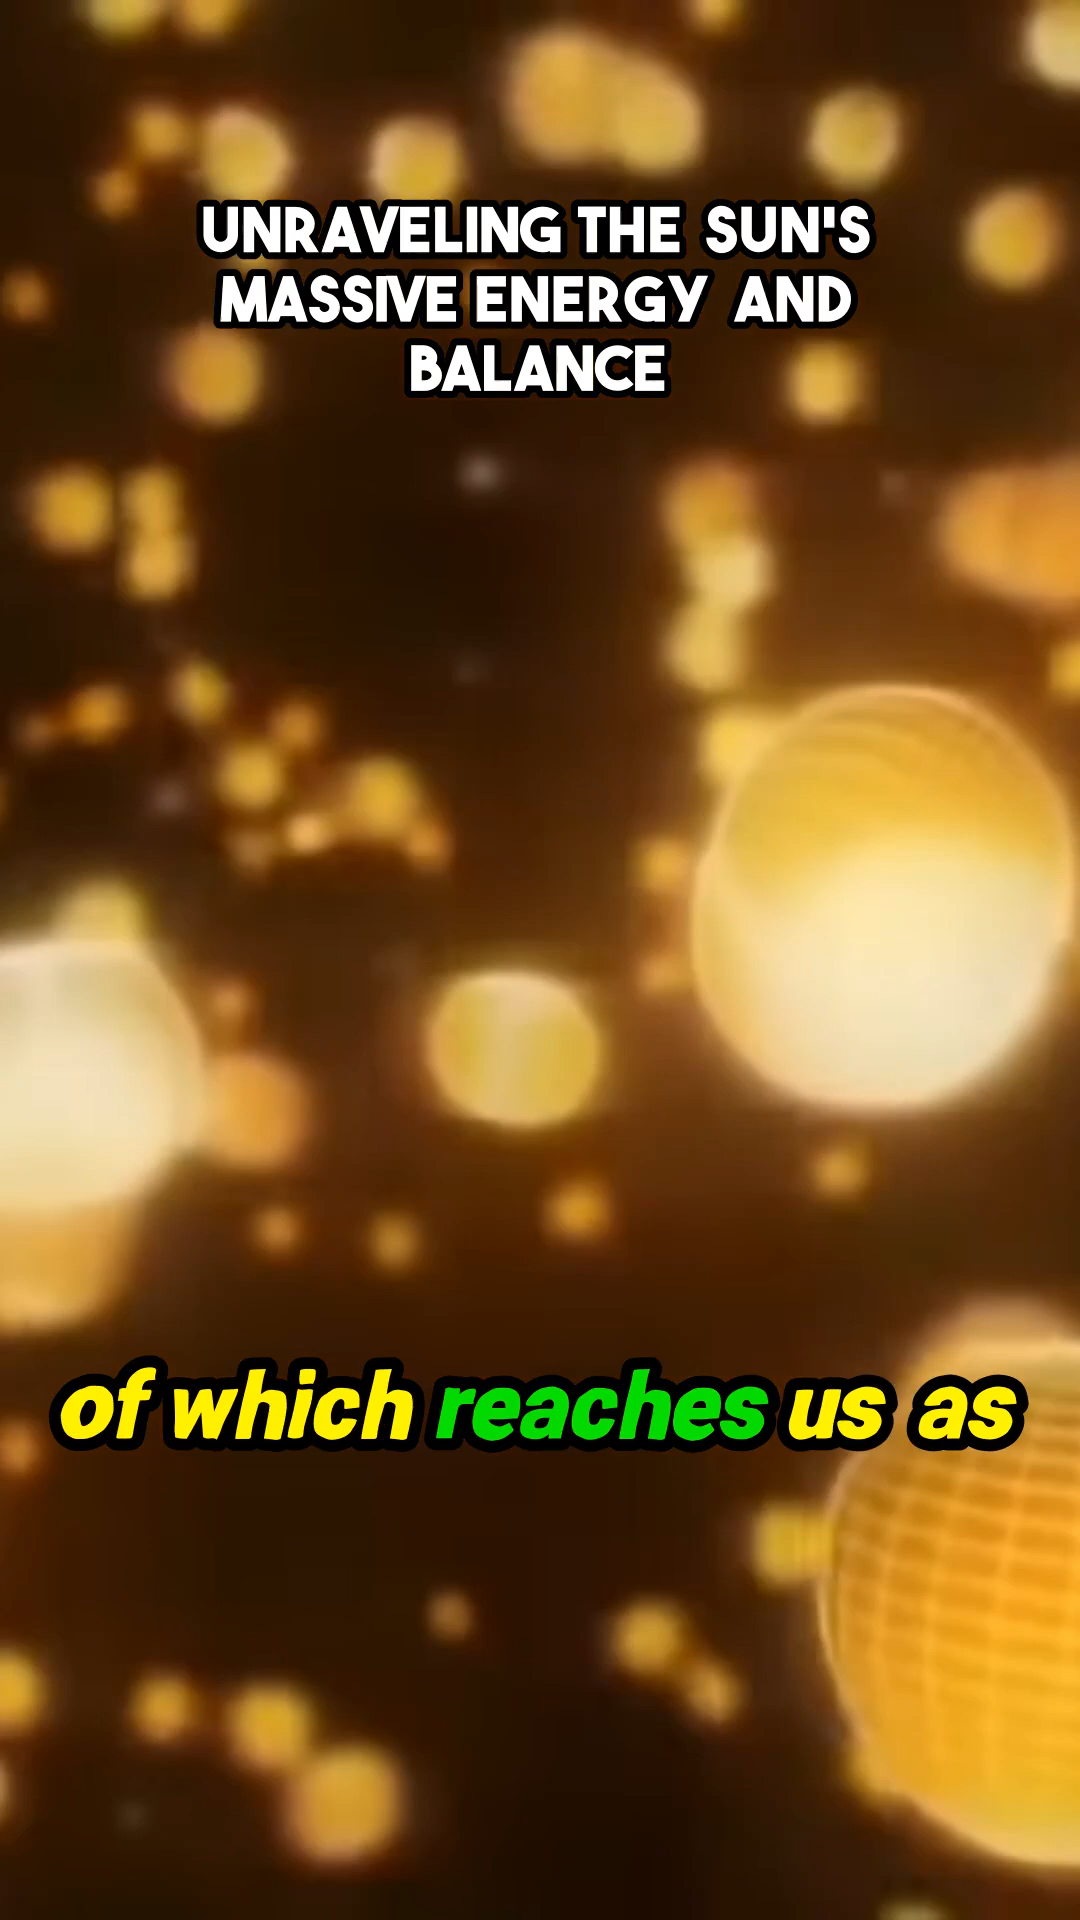 UNRAVELING THE SUN'S
MASSIVE ENERGY AND
BALANCE
of which reaches us as